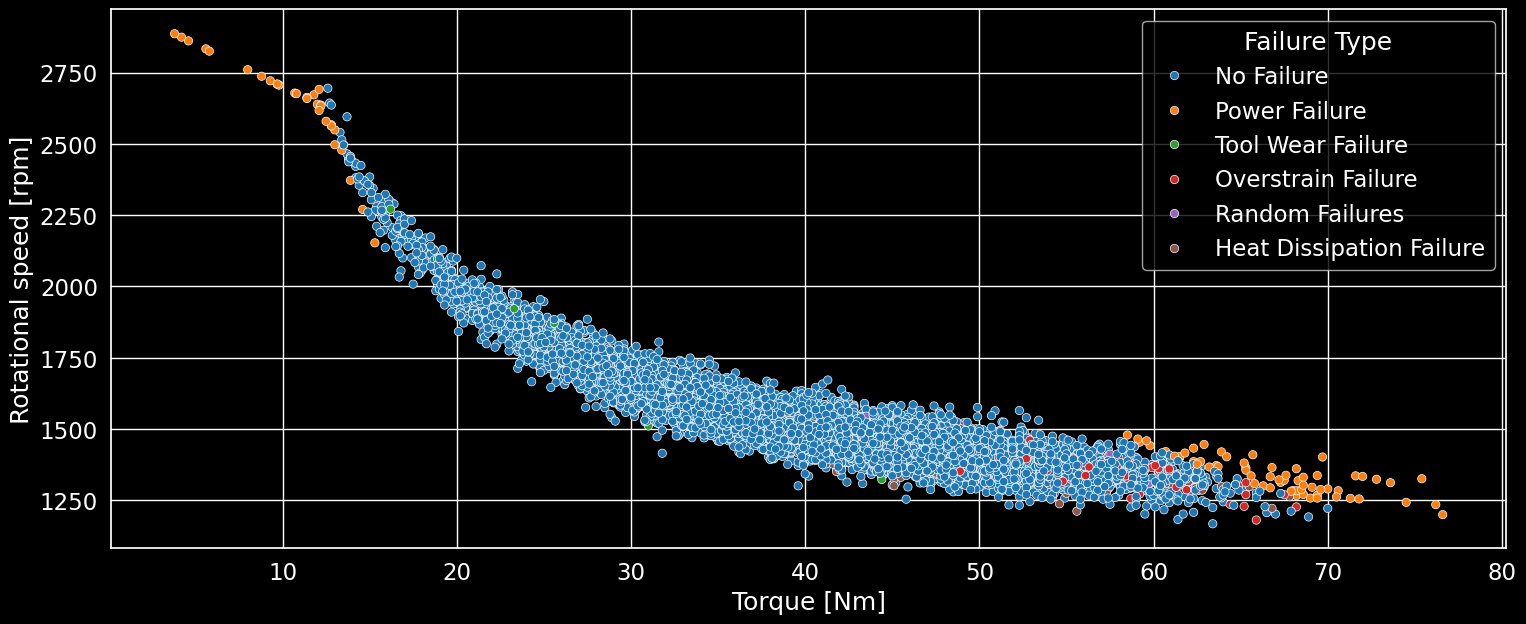 Failure Type
No Failure
Power Failure
Tool Wear Failure
Overstrain Failure
Random Failures
Heat Dissipation Failure
Rotational speed [rpm]
2750
2500
2250
2000
1750
1500
1250
10 20 30 40 50 60 70 80
Torque [Nm]